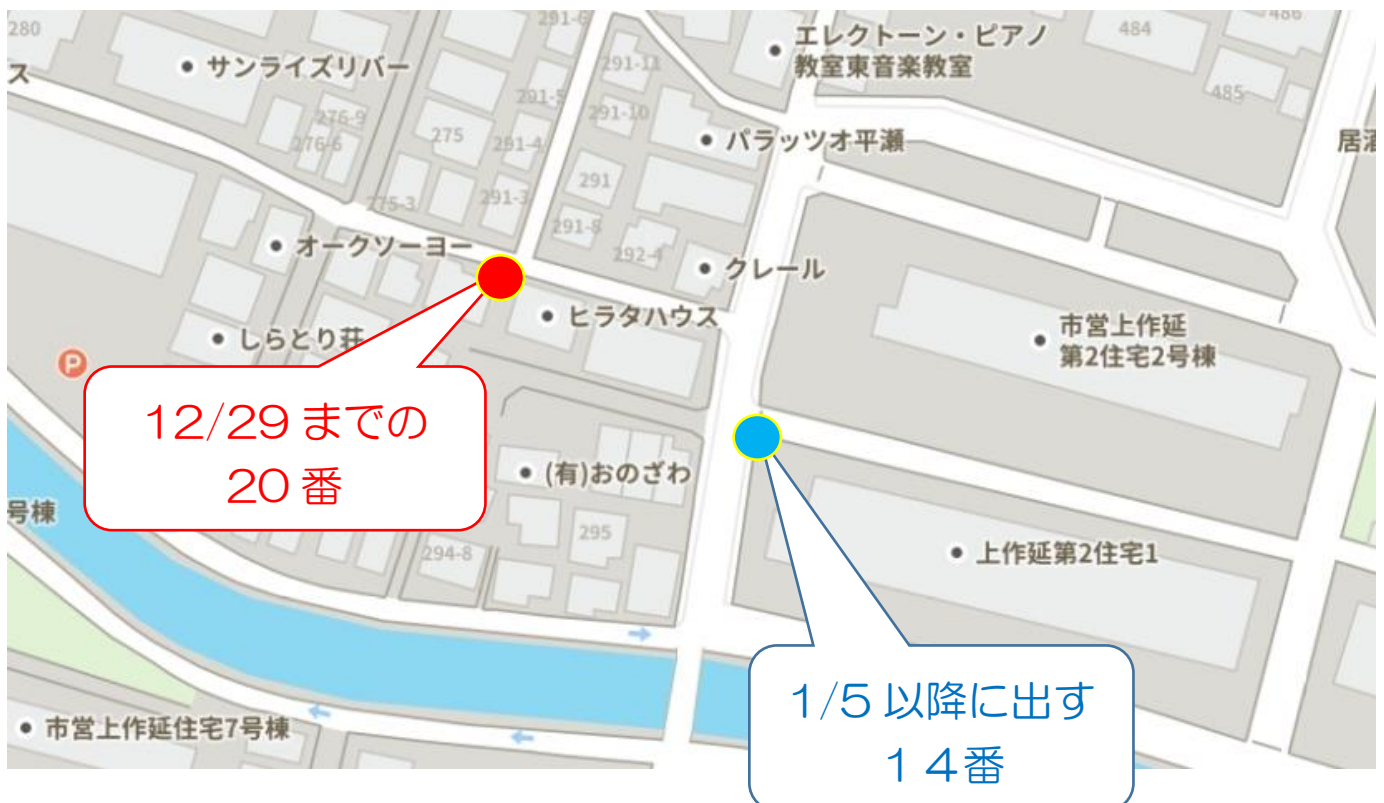 280
291-6
エレクトーン・ピアノ
教室東音楽教室
484
486
ス
サンライズリバー
291-11
291-5
485
276-9
291-10
276-6
275
291-4
パラッツオ平瀬
居酒
291
275-3
291-3
291-8
オークソーヨー
292-4
クレール
ヒラタハウス
市営上作延
第2住宅2号棟
しらとり荘
P
12/29 までの
20 番
(有)おのざわ
号棟
295
294-8
上作延第2住宅1
1/5 以降に出す
１４番
市営上作延住宅7号棟